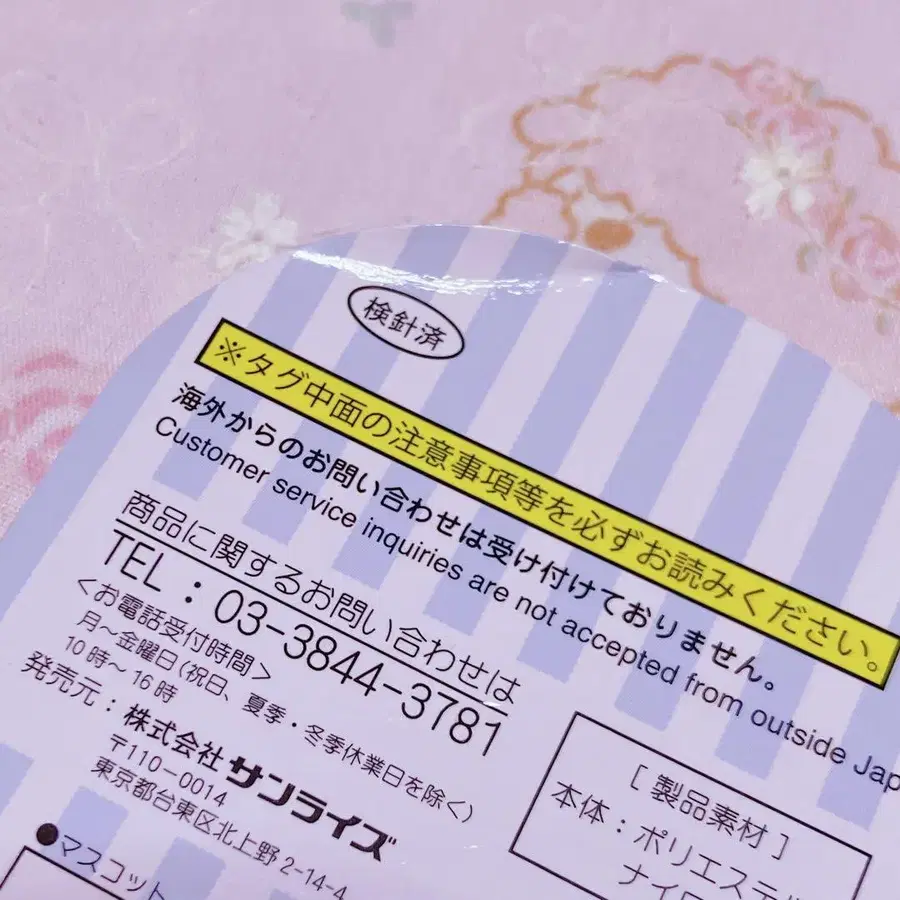 検針済
※タグ中面の注意事項等を必ずお読みください。
海外からのお問い合わせは受け付けておりません。
Customer service inquiries are not accepted from outside Jap
商品に関するお問い合わせは
TEL：03-3844-3781
＜お電話受付時間＞
月～金曜日(祝日、夏季・冬季休業日を除く)
10時～16時
発売元：株式会社サンライズ
〒110-0014
東京都台東区北上野2-14-4
●マスコット
[ 製品素材 ]
本体：ポリエステル
ナイロ